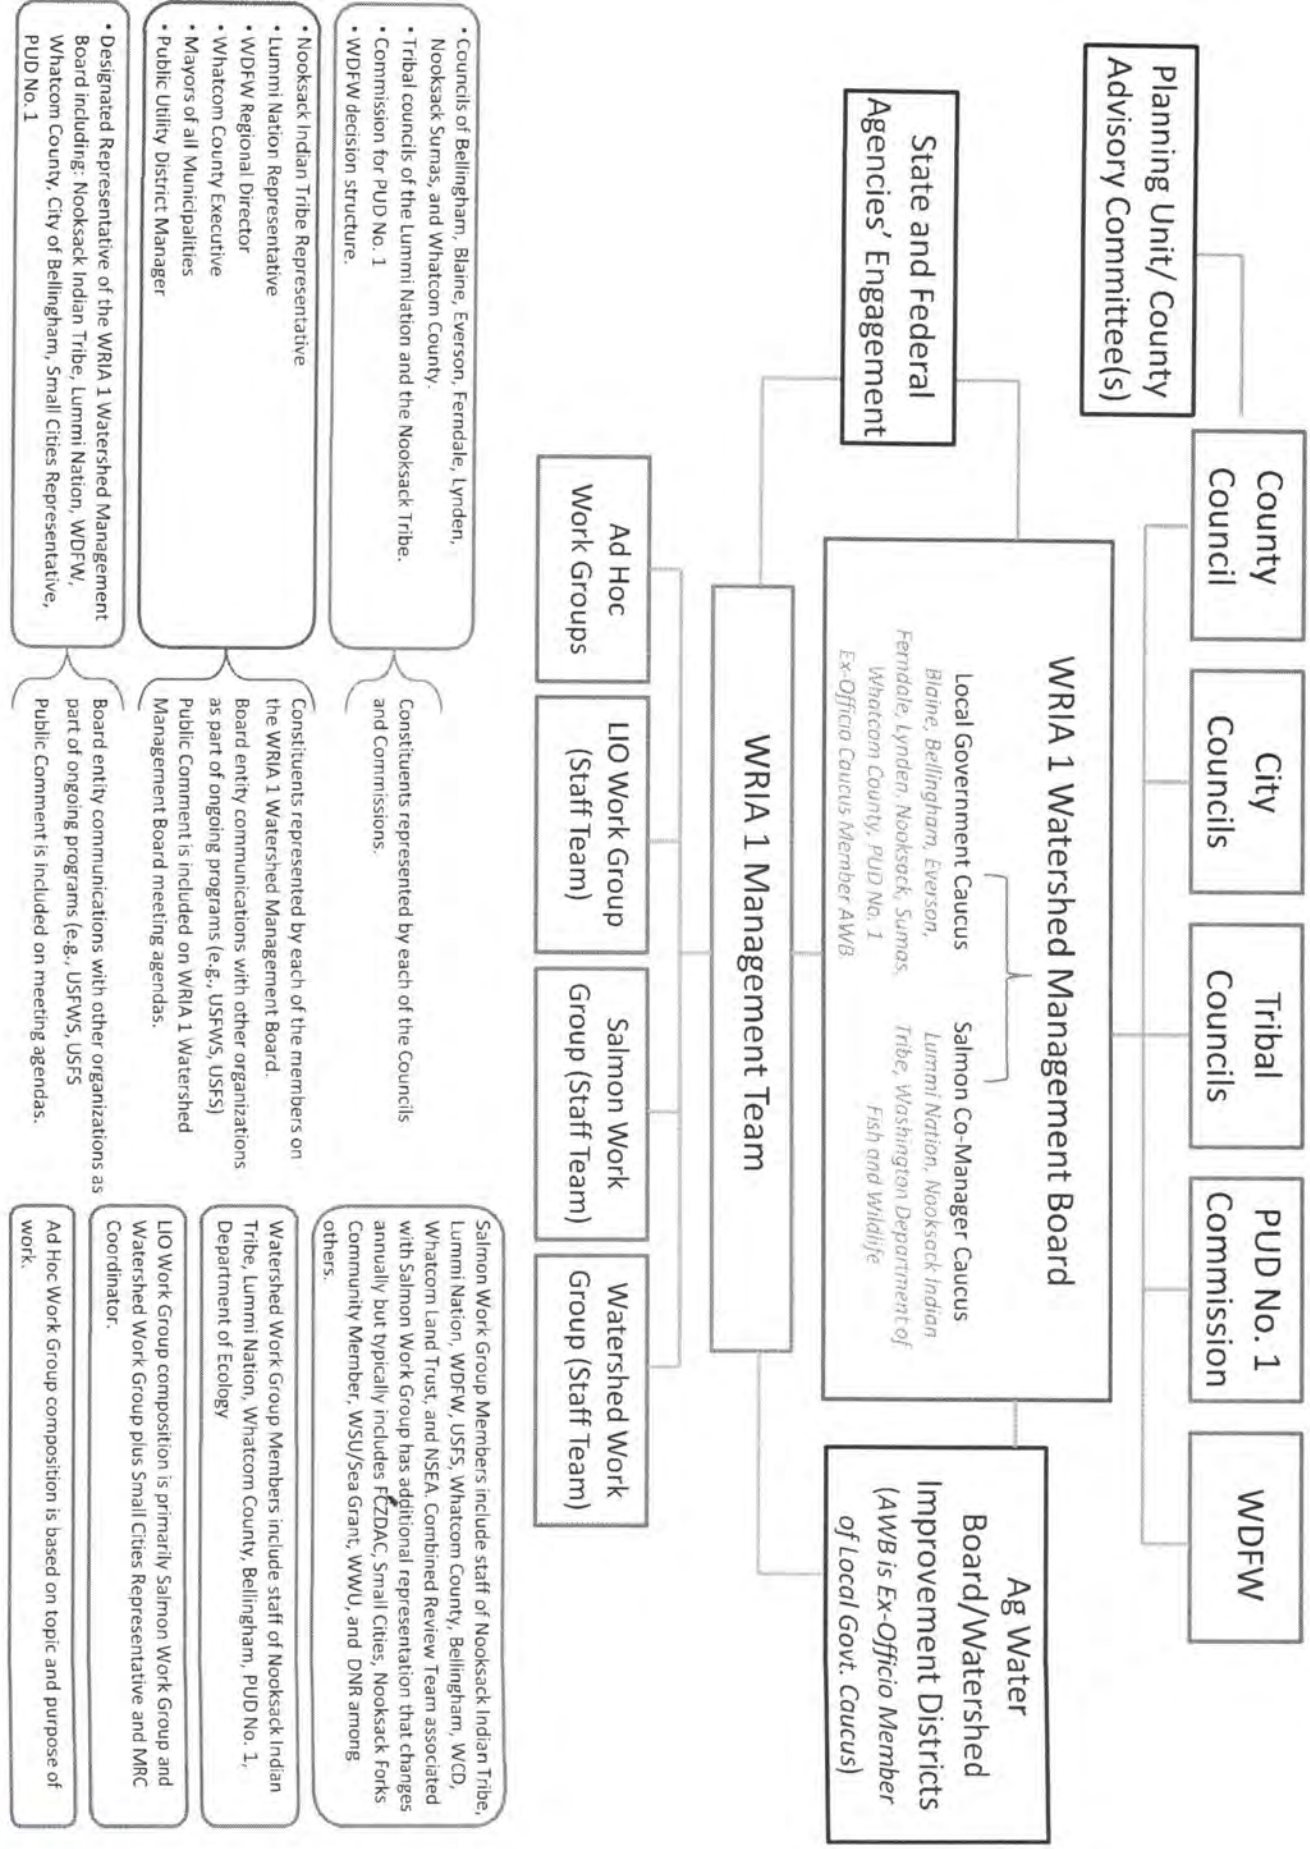 Planning Unit/ County
Advisory Committee(s)
County
Council
City
Councils
Tribal
Councils
PUD No. 1
Commission
WDFW
State and Federal
Agencies' Engagement
WRIA 1 Watershed Management Board
Local Government Caucus
Blaine, Bellingham, Everson,
Ferndale, Lynden, Nooksack, Sumas,
Whatcom County, PUD No. 1
Ex-Officio Caucus Member AWB
Salmon Co-Manager Caucus
Lummi Nation, Nooksack Indian
Tribe, Washington Department of
Fish and Wildlife
Ag Water
Board/Watershed
Improvement Districts
(AWB is Ex-Officio Member
of Local Govt. Caucus)
WRIA 1 Management Team
Ad Hoc
Work Groups
LIO Work Group
(Staff Team)
Salmon Work
Group (Staff Team)
Watershed Work
Group (Staff Team)
• Councils of Bellingham, Blaine, Everson, Ferndale, Lynden,
Nooksack Sumas, and Whatcom County.
• Tribal councils of the Lummi Nation and the Nooksack Tribe.
• Commission for PUD No. 1
• WDFW decision structure.
Constituents represented by each of the Councils
and Commissions.
• Nooksack Indian Tribe Representative
• Lummi Nation Representative
• WDFW Regional Director
• Whatcom County Executive
• Mayors of all Municipalities
• Public Utility District Manager
Constituents represented by each of the members on
the WRIA 1 Watershed Management Board.
Board entity communications with other organizations
as part of ongoing programs (e.g., USFWS, USFS)
Public Comment is included on WRIA 1 Watershed
Management Board meeting agendas.
• Designated Representative of the WRIA 1 Watershed Management
Board including: Nooksack Indian Tribe, Lummi Nation, WDFW,
Whatcom County, City of Bellingham, Small Cities Representative,
PUD No. 1
Board entity communications with other organizations as
part of ongoing programs (e.g., USFWS, USFS
Public Comment is included on meeting agendas.
Salmon Work Group Members include staff of Nooksack Indian Tribe,
Lummi Nation, WDFW, USFS, Whatcom County, Bellingham, WCD,
Whatcom Land Trust, and NSEA. Combined Review Team associated
with Salmon Work Group has additional representation that changes
annually but typically includes FCZDAC, Small Cities, Nooksack Forks
Community Member, WSU/Sea Grant, WWU, and DNR among
others.
Watershed Work Group Members include staff of Nooksack Indian
Tribe, Lummi Nation, Whatcom County, Bellingham, PUD No. 1,
Department of Ecology
LIO Work Group composition is primarily Salmon Work Group and
Watershed Work Group plus Small Cities Representative and MRC
Coordinator.
Ad Hoc Work Group composition is based on topic and purpose of
work.